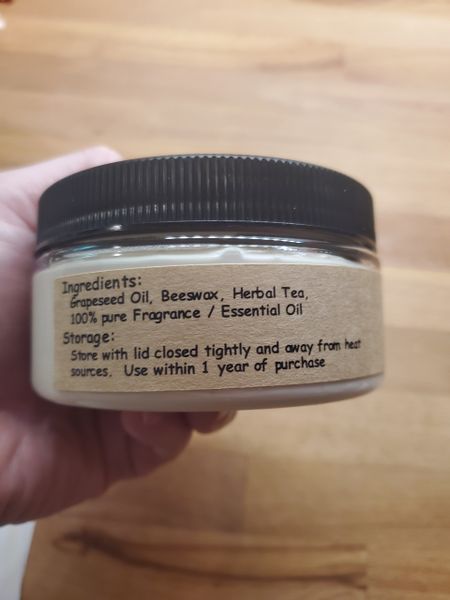 Ingredients:
Grapeseed Oil, Beeswax, Herbal Tea,
100% pure Fragrance / Essential Oil
Storage:
Store with lid closed tightly and away from heat
sources. Use within 1 year of purchase